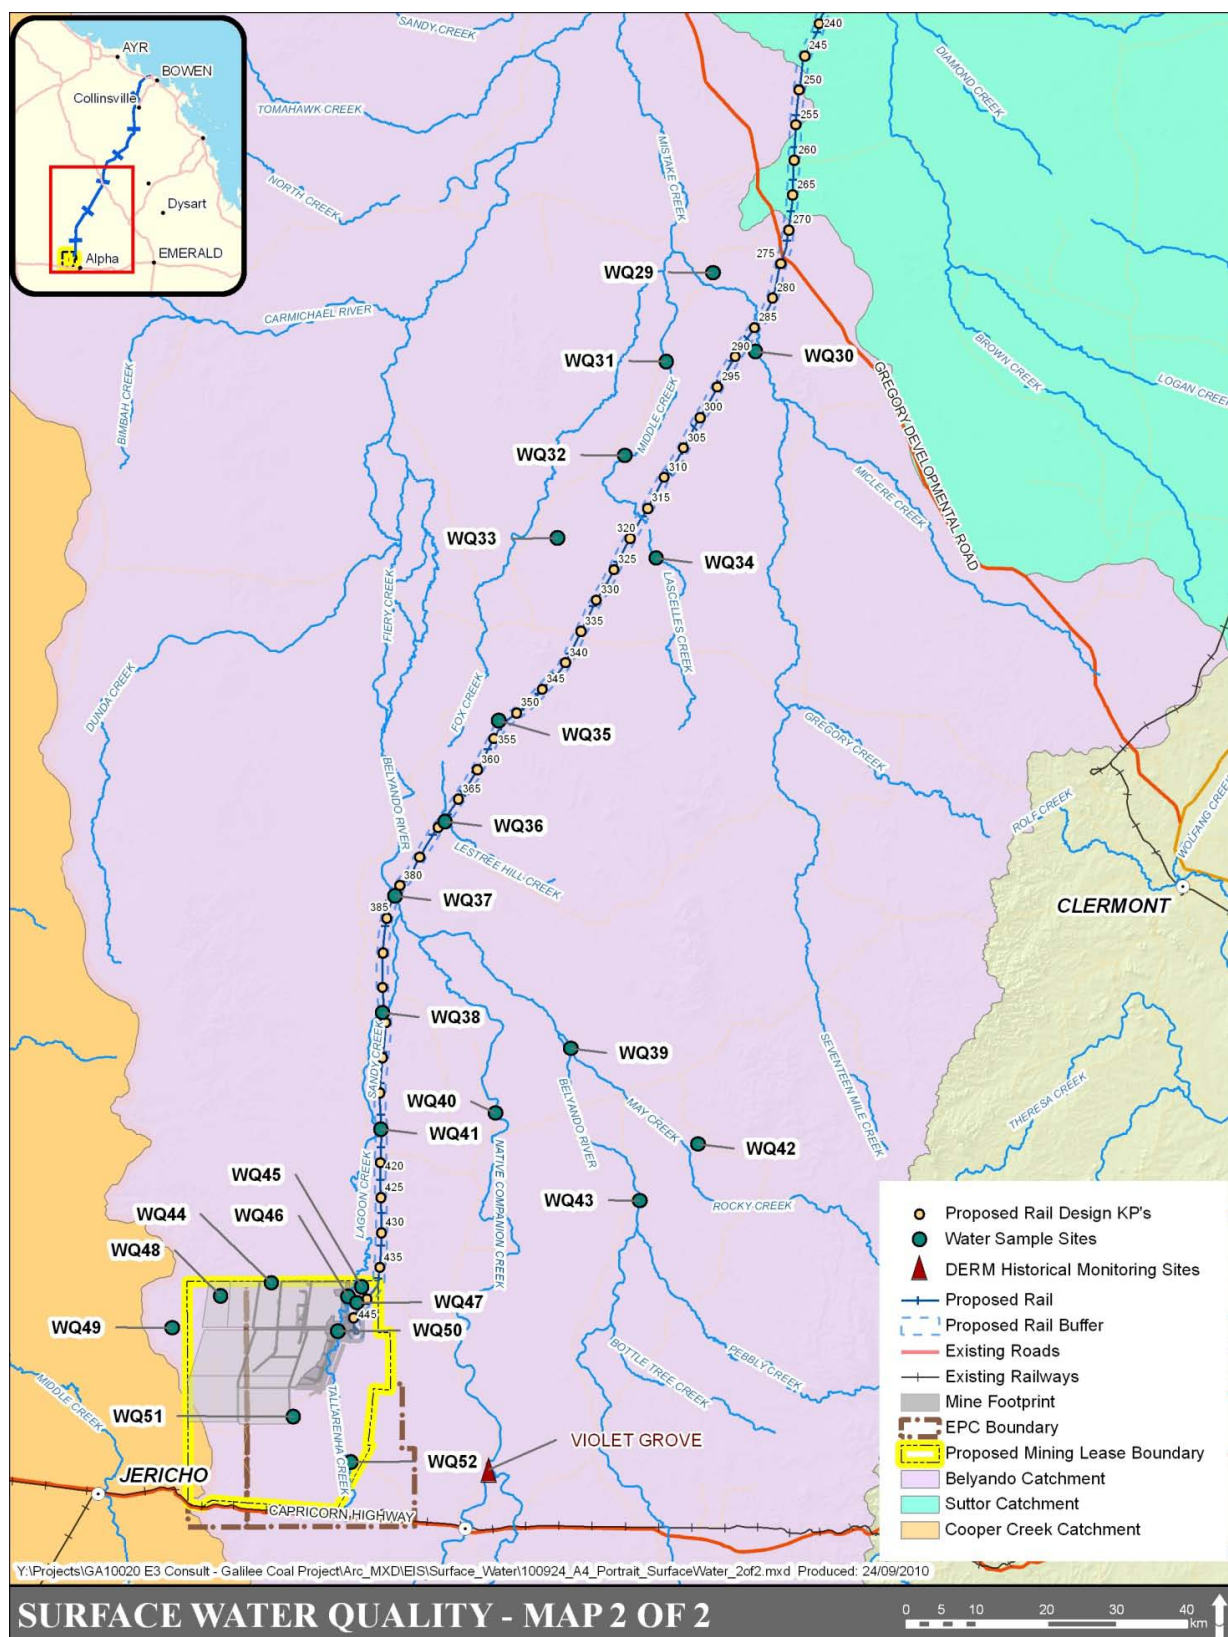 AYR
BOWEN
Collinsville
Dysart
EMERALD
Alpha
SANDY CREEK
TOMAHAWK CREEK
NORTH CREEK
MISTAKE CREEK
DIAMOND CREEK
240
245
250
255
260
265
270
275
280
285
290
295
300
305
310
315
320
325
330
335
340
345
350
355
360
365
380
385
420
425
430
435
445
CARMICHAEL RIVER
BIMBAH CREEK
WQ29
WQ30
WQ31
WQ32
WQ33
WQ34
WQ35
WQ36
WQ37
WQ38
WQ39
WQ40
WQ41
WQ42
WQ43
WQ45
WQ44
WQ46
WQ48
WQ47
WQ49
WQ50
WQ51
WQ52
MIDDLE CREEK
BROWN CREEK
LOGAN CREEK
GREGORY DEVELOPMENTAL ROAD
MICLERE CREEK
FIERY CREEK
LASCELLES CREEK
DUNDA CREEK
FOX CREEK
GREGORY CREEK
BELYANDO RIVER
LESTREE HILL CREEK
ROLF CREEK
WOLFANG CREEK
CLERMONT
SANDY CREEK
BELYANDO RIVER
MAY CREEK
SEVENTEEN MILE CREEK
THERESA CREEK
LAGOON CREEK
NATIVE COMPANION CREEK
ROCKY CREEK
BOTTLE TREE CREEK
PEBBLY CREEK
TALLARENHA CREEK
MIDDLE CREEK
VIOLET GROVE
JERICHO
CAPRICORN HIGHWAY
Proposed Rail Design KP's
Water Sample Sites
DERM Historical Monitoring Sites
Proposed Rail
Proposed Rail Buffer
Existing Roads
Existing Railways
Mine Footprint
EPC Boundary
Proposed Mining Lease Boundary
Belyando Catchment
Suttor Catchment
Cooper Creek Catchment
Y:\Projects\GA10020 E3 Consult - Galilee Coal Project\Arc_MXD\EIS\Surface_Water\100924_A4_Portrait_SurfaceWater_2of2.mxd Produced: 24/09/2010
SURFACE WATER QUALITY - MAP 2 OF 2
0 5 10 20 30 40
km